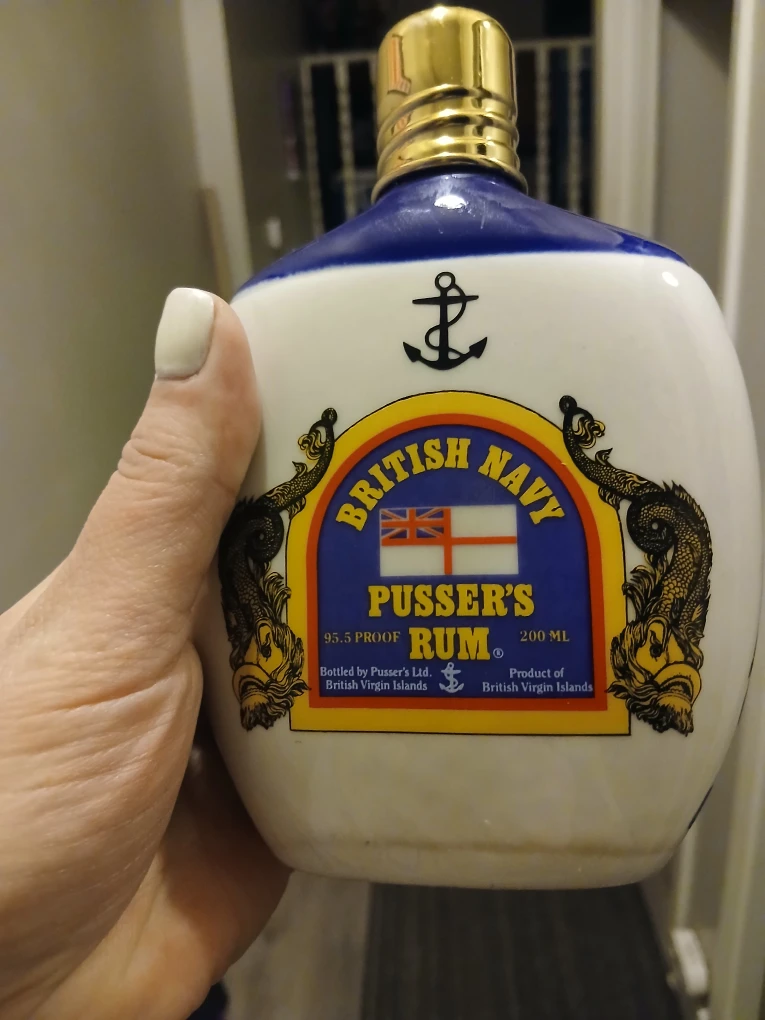 BRITISH NAVY
PUSSER'S
95.5 PROOF RUM® 200 ML
Bottled by Pusser's Ltd. Product of
British Virgin Islands British Virgin Islands